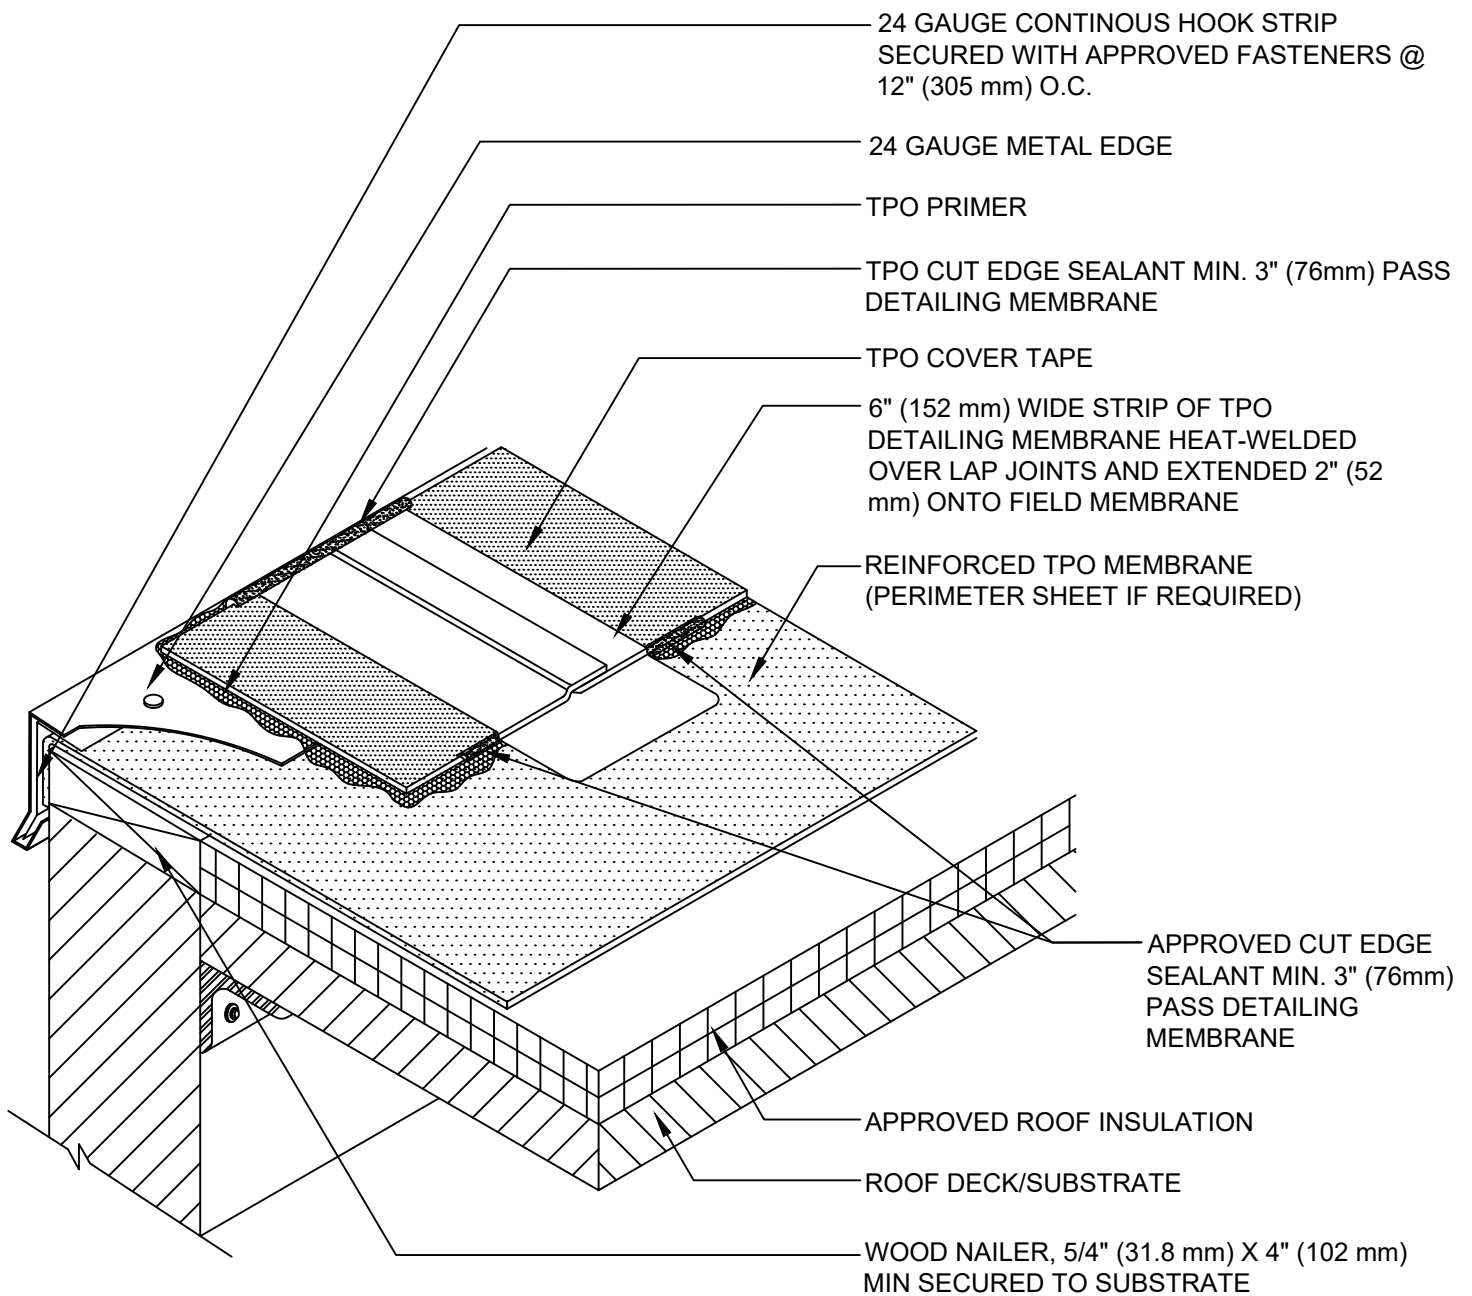 24 GAUGE CONTINOUS HOOK STRIP
SECURED WITH APPROVED FASTENERS @
12" (305 mm) O.C.
24 GAUGE METAL EDGE
TPO PRIMER
TPO CUT EDGE SEALANT MIN. 3" (76mm) PASS
DETAILING MEMBRANE
TPO COVER TAPE
6" (152 mm) WIDE STRIP OF TPO
DETAILING MEMBRANE HEAT-WELDED
OVER LAP JOINTS AND EXTENDED 2" (52
mm) ONTO FIELD MEMBRANE
REINFORCED TPO MEMBRANE
(PERIMETER SHEET IF REQUIRED)
APPROVED CUT EDGE
SEALANT MIN. 3" (76mm)
PASS DETAILING
MEMBRANE
APPROVED ROOF INSULATION
ROOF DECK/SUBSTRATE
WOOD NAILER, 5/4" (31.8 mm) X 4" (102 mm)
MIN SECURED TO SUBSTRATE